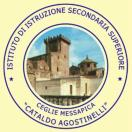 ISTITUTO DI ISTRUZIONE SECONDARIA SUPERIORE
CEGLIE MESSAPICA
"CATALDO AGOSTINELLI"